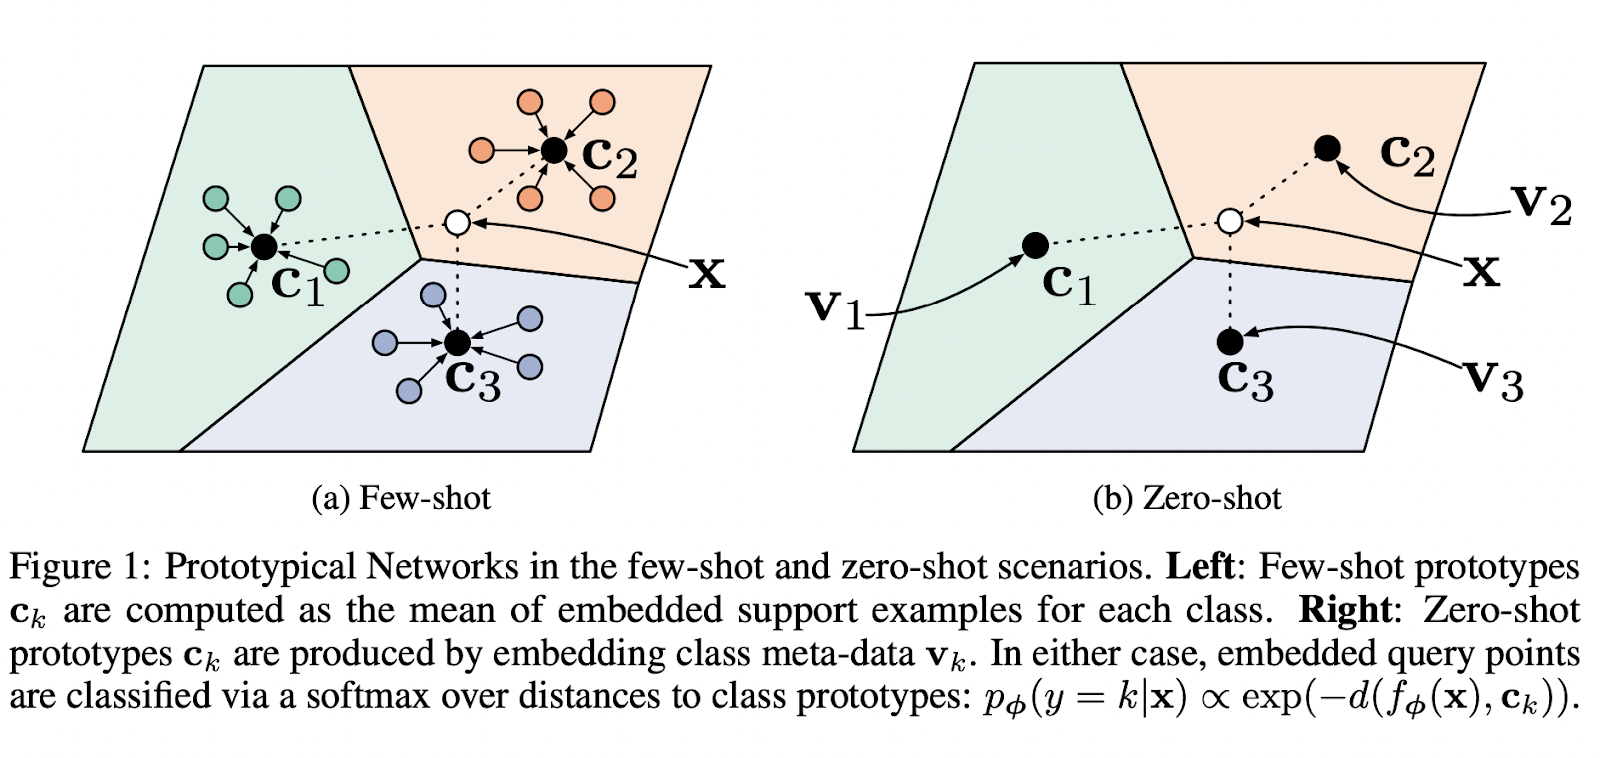 c₂
c₁
x
c₃
(a) Few-shot
c₂
v₂
x
c₁
v₁
c₃
v₃
(b) Zero-shot
Figure 1: Prototypical Networks in the few-shot and zero-shot scenarios. Left: Few-shot prototypes
cₖ are computed as the mean of embedded support examples for each class. Right: Zero-shot
prototypes cₖ are produced by embedding class meta-data vₖ. In either case, embedded query points
are classified via a softmax over distances to class prototypes: p_ϕ(y = k|x) ∝ exp(−d(f_ϕ(x), cₖ)).